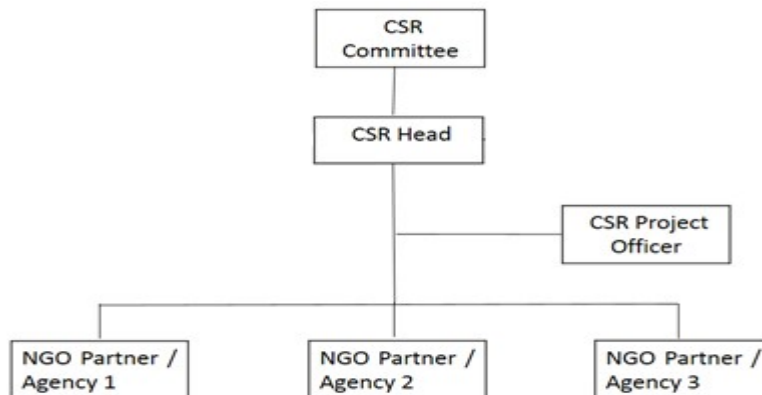 CSR
Committee
CSR Head
CSR Project
Officer
NGO Partner /
Agency 1
NGO Partner /
Agency 2
NGO Partner /
Agency 3